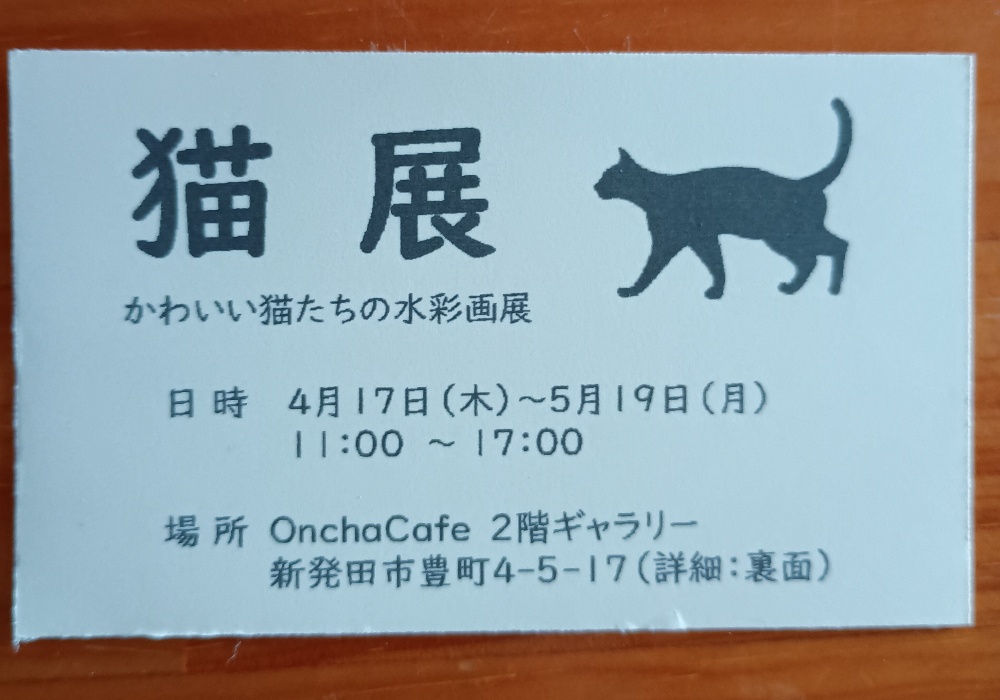 猫 展
かわいい猫たちの水彩画展
日時 4月17日(木)～5月19日(月)
11:00 ～ 17:00
場所 OnchaCafe 2階ギャラリー
新発田市豊町4-5-17(詳細:裏面)